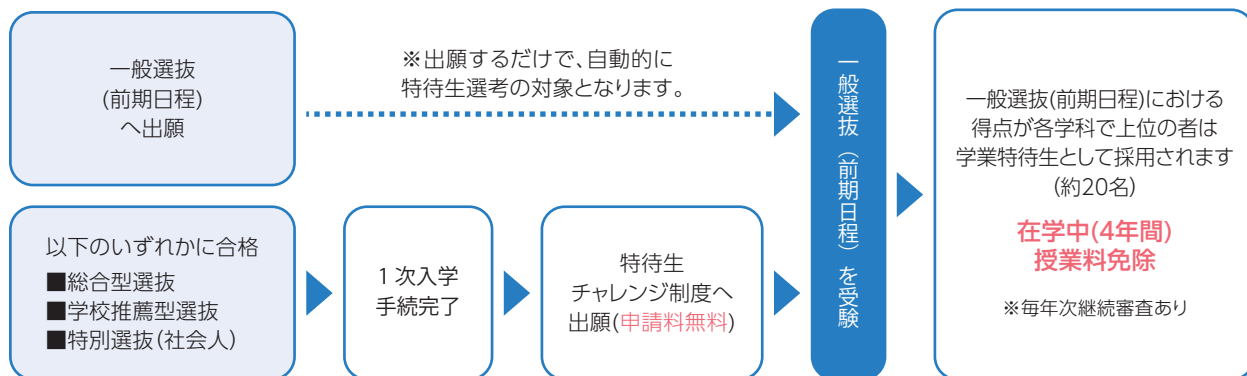 一般選抜
(前期日程)
へ出願
※出願するだけで、自動的に
特待生選考の対象となります。
以下のいずれかに合格
■総合型選抜
■学校推薦型選抜
■特別選抜(社会人)
1次入学
手続完了
特待生
チャレンジ制度へ
出願(申請料無料)
一般選抜(前期日程)を受験
一般選抜(前期日程)における
得点が各学科で上位の者は
学業特待生として採用されます
(約20名)
在学中(4年間)
授業料免除
※毎年次継続審査あり